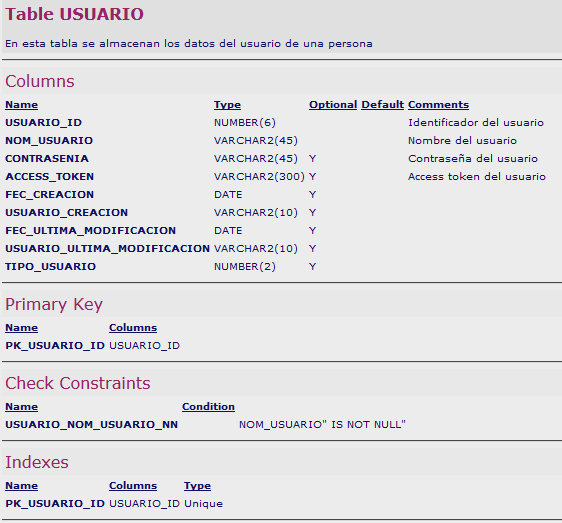 Table USUARIO
En esta tabla se almacenan los datos del usuario de una persona
Columns
Name Type Optional Default Comments
USUARIO_ID NUMBER(6) Identificador del usuario
NOM_USUARIO VARCHAR2(45) Nombre del usuario
CONTRASENIA VARCHAR2(45) Y Contraseña del usuario
ACCESS_TOKEN VARCHAR2(300) Y Access token del usuario
FEC_CREACION DATE Y
USUARIO_CREACION VARCHAR2(10) Y
FEC_ULTIMA_MODIFICACION DATE Y
USUARIO_ULTIMA_MODIFICACION VARCHAR2(10) Y
TIPO_USUARIO NUMBER(2) Y
Primary Key
Name Columns
PK_USUARIO_ID USUARIO_ID
Check Constraints
Name Condition
USUARIO_NOM_USUARIO_NN NOM_USUARIO" IS NOT NULL"
Indexes
Name Columns Type
PK_USUARIO_ID USUARIO_ID Unique